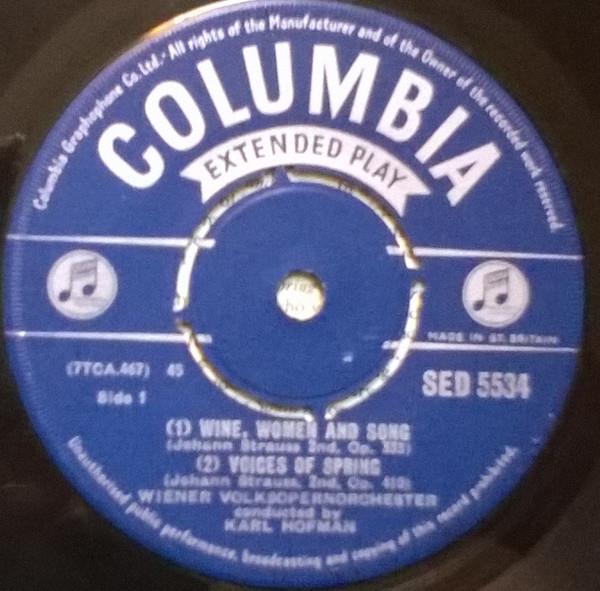 Columbia Graphophone Co. Ltd. · All rights of the Manufacturer and of the Owner of the recorded work reserved.
COLUMBIA
EXTENDED PLAY
MADE IN GT. BRITAIN
(7TCA.467) 45
SED 5534
Side 1
(1) WINE, WOMEN AND SONG
(Johann Strauss 2nd, Op. 333)
(2) VOICES OF SPRING
(Johann Strauss, 2nd, Op. 410)
WIENER VOLKSOPERNORCHESTER
conducted by
KARL HOFMAN
Unauthorized public performance, broadcasting and copying of this record prohibited.